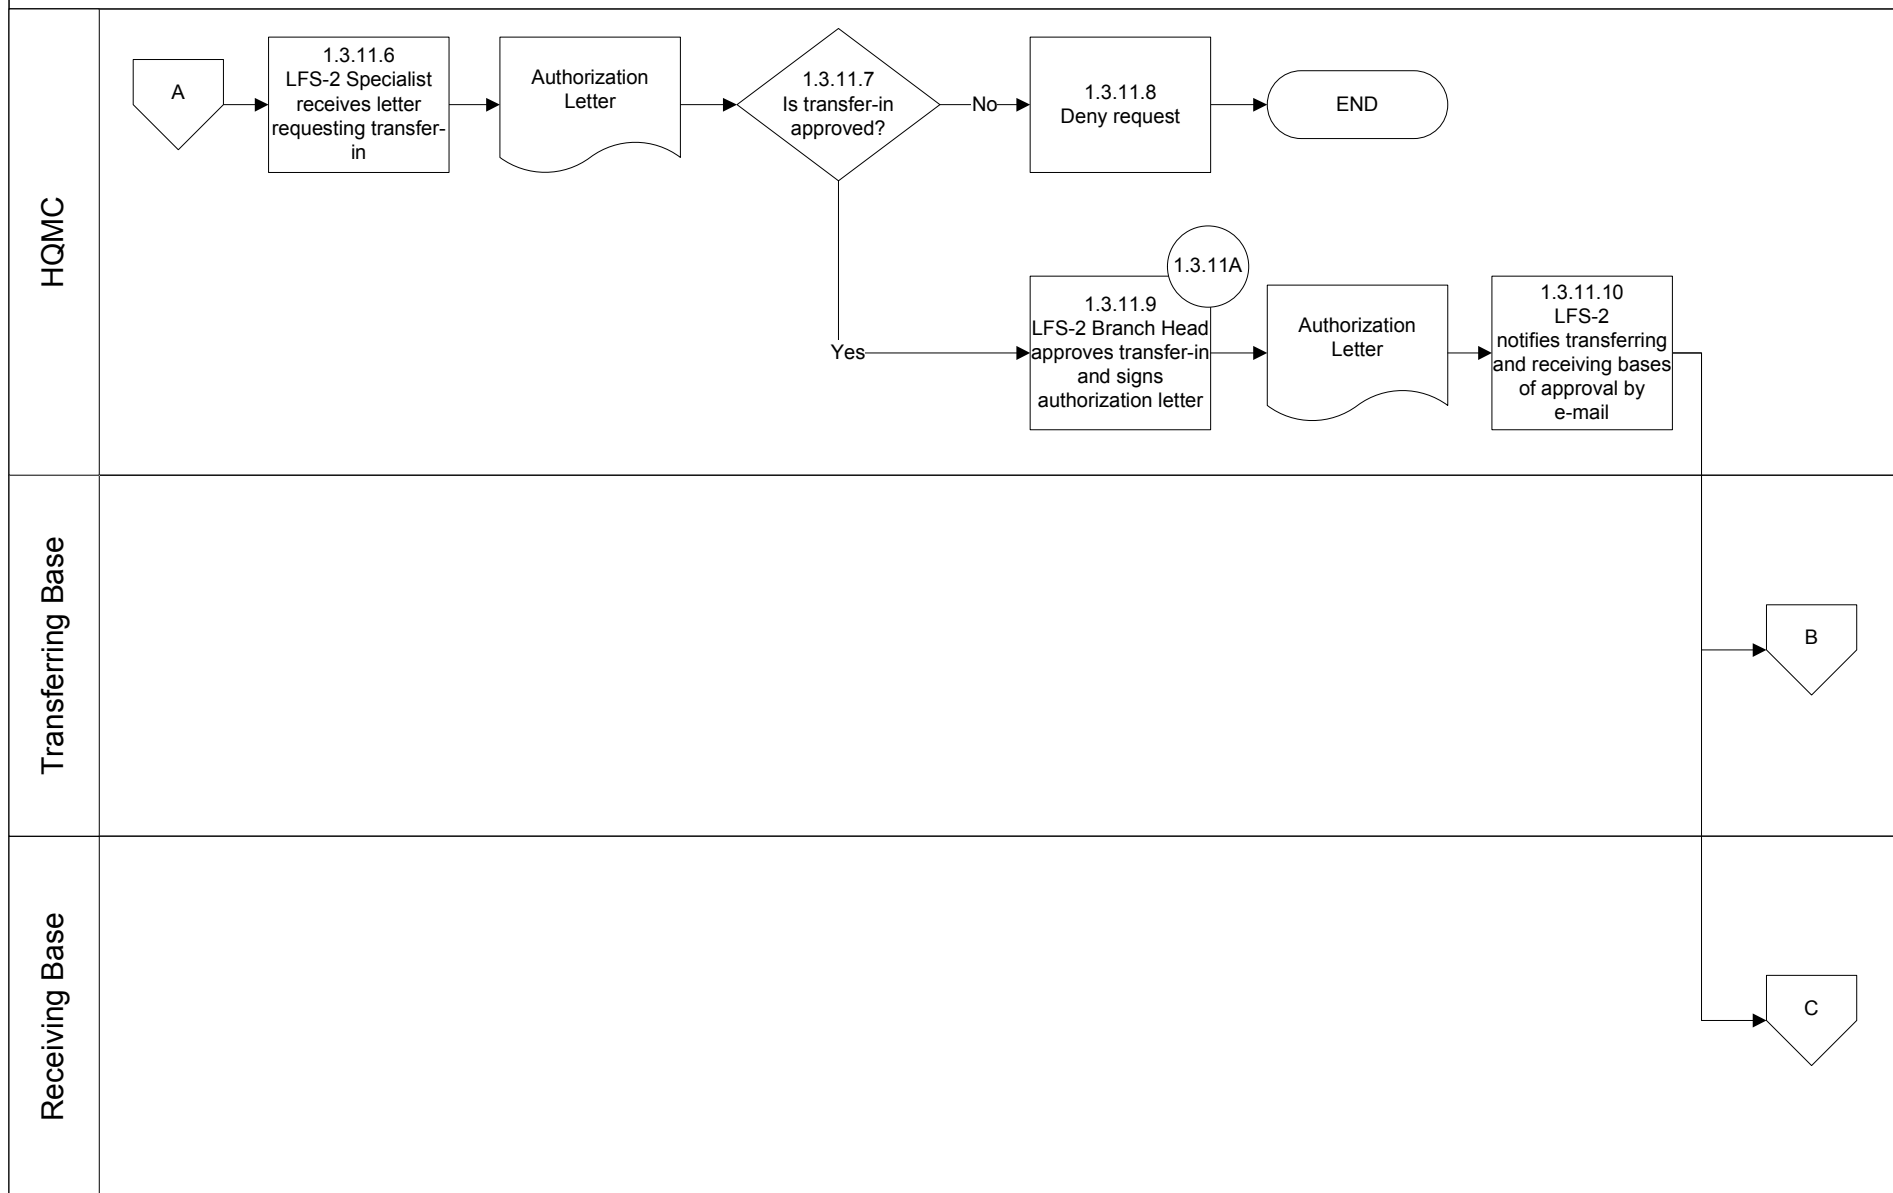 HQMC
A
1.3.11.6
LFS-2 Specialist
receives letter
requesting transfer-
in
Authorization
Letter
1.3.11.7
Is transfer-in
approved?
No
1.3.11.8
Deny request
END
Yes
1.3.11A
1.3.11.9
LFS-2 Branch Head
approves transfer-in
and signs
authorization letter
Authorization
Letter
1.3.11.10
LFS-2
notifies transferring
and receiving bases
of approval by
e-mail
Transferring Base
B
Receiving Base
C